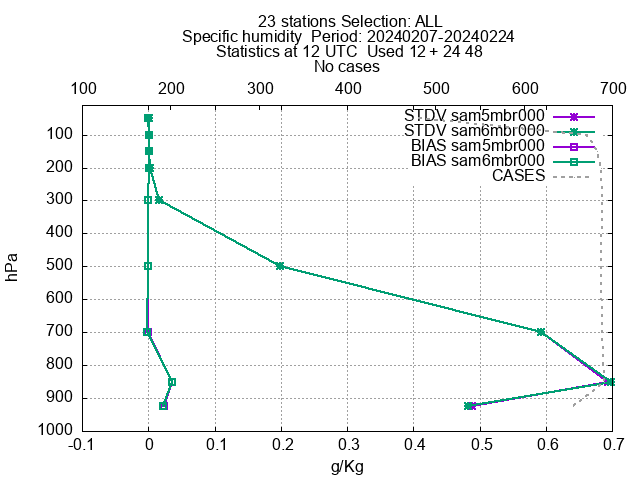 23 stations Selection: ALL
Specific humidity  Period: 20240207-20240224
Statistics at 12 UTC  Used 12 + 24 48
No cases
100 200 300 400 500 600 700
STDV sam5mbr000
STDV sam6mbr000
BIAS sam5mbr000
BIAS sam6mbr000
CASES
100
200
300
400
500
600
700
800
900
1000
hPa
-0.1 0 0.1 0.2 0.3 0.4 0.5 0.6 0.7
g/Kg